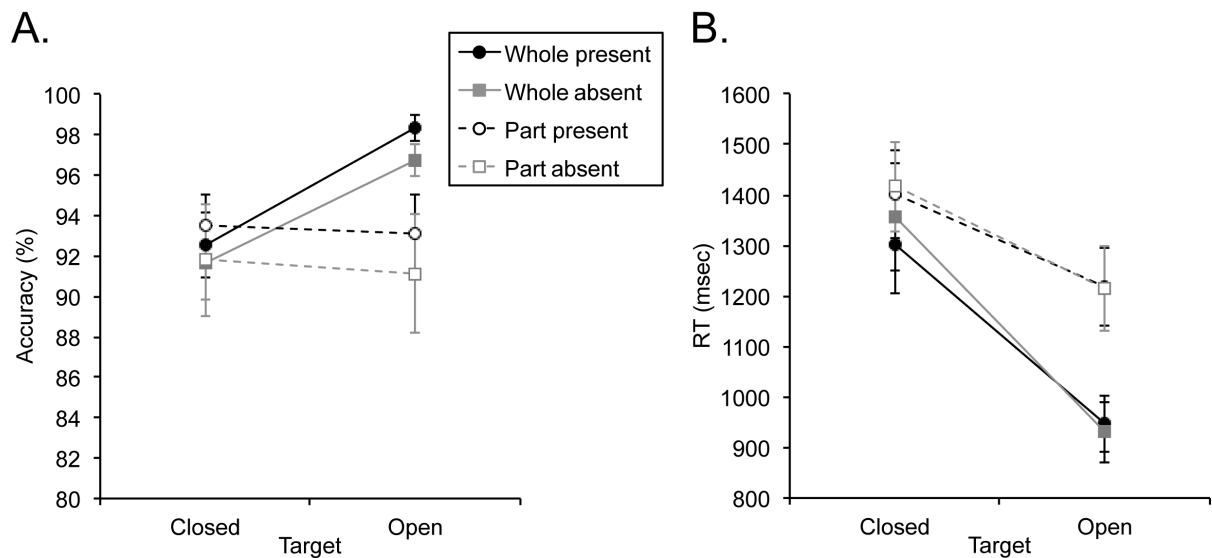 A.
Whole present
Whole absent
Part present
Part absent
Accuracy (%)
100
98
96
94
92
90
88
86
84
82
80
Closed
Open
Target
B.
RT (msec)
1600
1500
1400
1300
1200
1100
1000
900
800
Closed
Open
Target